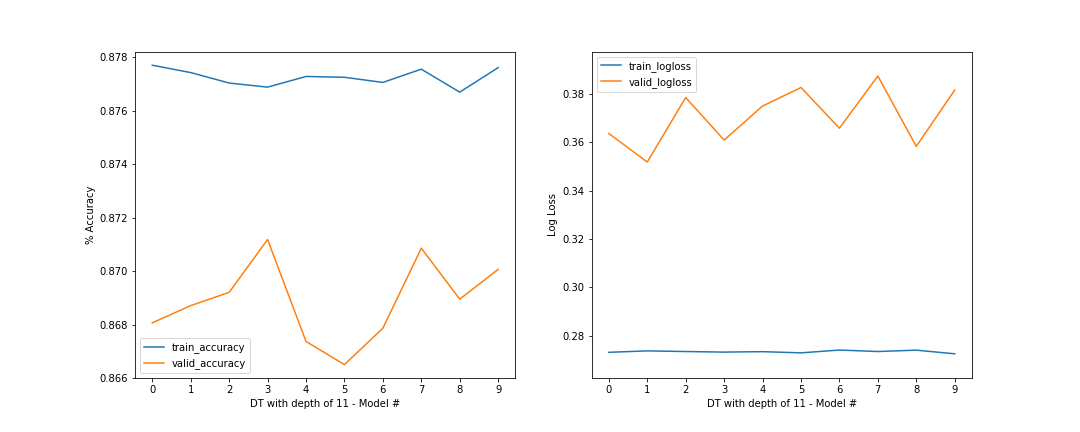 0.878
0.876
0.874
0.872
0.870
0.868
0.866
% Accuracy
train_accuracy
valid_accuracy
0 1 2 3 4 5 6 7 8 9
DT with depth of 11 - Model #
train_logloss
valid_logloss
0.38
0.36
0.34
0.32
0.30
0.28
Log Loss
0 1 2 3 4 5 6 7 8 9
DT with depth of 11 - Model #